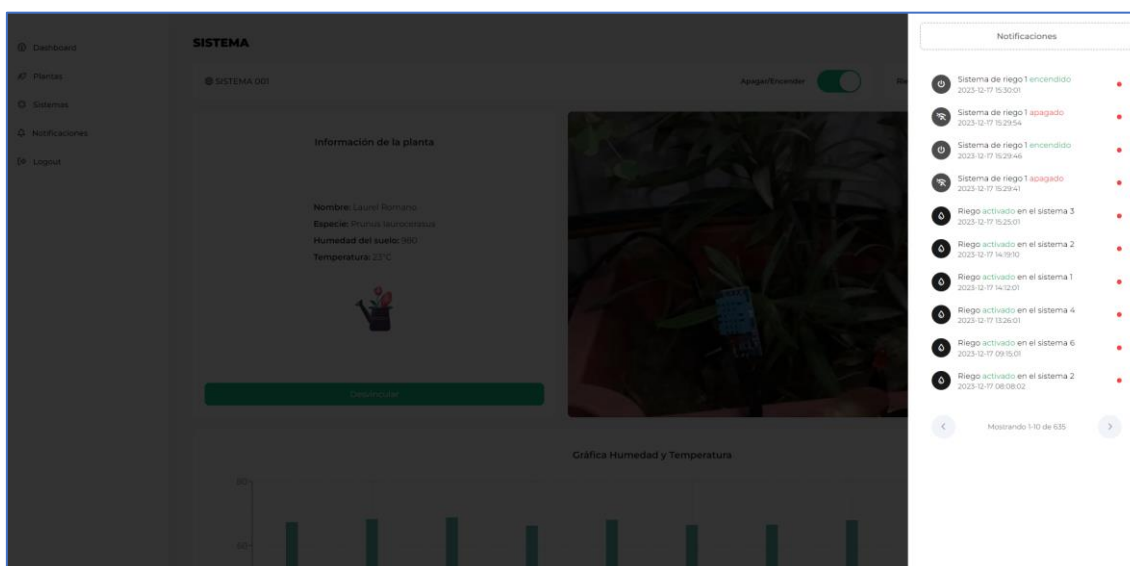 Dashboard
Plantas
Sistemas
Notificaciones
Logout
SISTEMA
SISTEMA 001
Apagar/Encender
Rie
Información de la planta
Nombre: Laurel Romano
Especie: Prunus laurocerasus
Humedad del suelo: 990
Temperatura: 23°C
Desvincular
Gráfica Humedad y Temperatura
80
60
Notificaciones
Sistema de riego 1 encendido
2023-12-17 15:30:01
Sistema de riego 1 apagado
2023-12-17 15:29:54
Sistema de riego 1 encendido
2023-12-17 15:29:46
Sistema de riego 1 apagado
2023-12-17 15:29:41
Riego activado en el sistema 3
2023-12-17 15:25:01
Riego activado en el sistema 2
2023-12-17 14:19:10
Riego activado en el sistema 1
2023-12-17 14:12:01
Riego activado en el sistema 4
2023-12-17 13:26:01
Riego activado en el sistema 6
2023-12-17 09:15:01
Riego activado en el sistema 2
2023-12-17 08:08:02
Mostrando 1-10 de 635